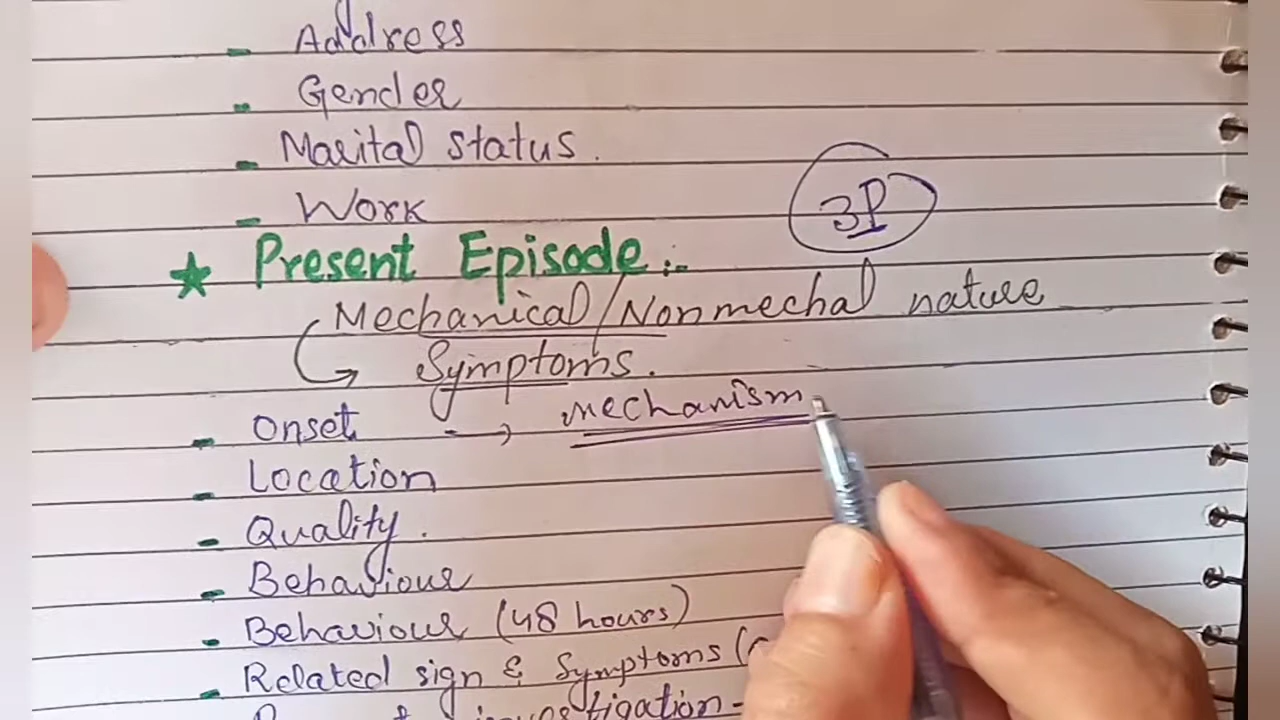 - Address
- Gender
- Marital status.
- Work
3P
★ Present Episode :-
Mechanical/Nonmechal nature
Symptoms.
- Onset → mechanism
- Location
- Quality.
- Behaviour
- Behaviour (48 hours)
- Related sign & Symptoms (